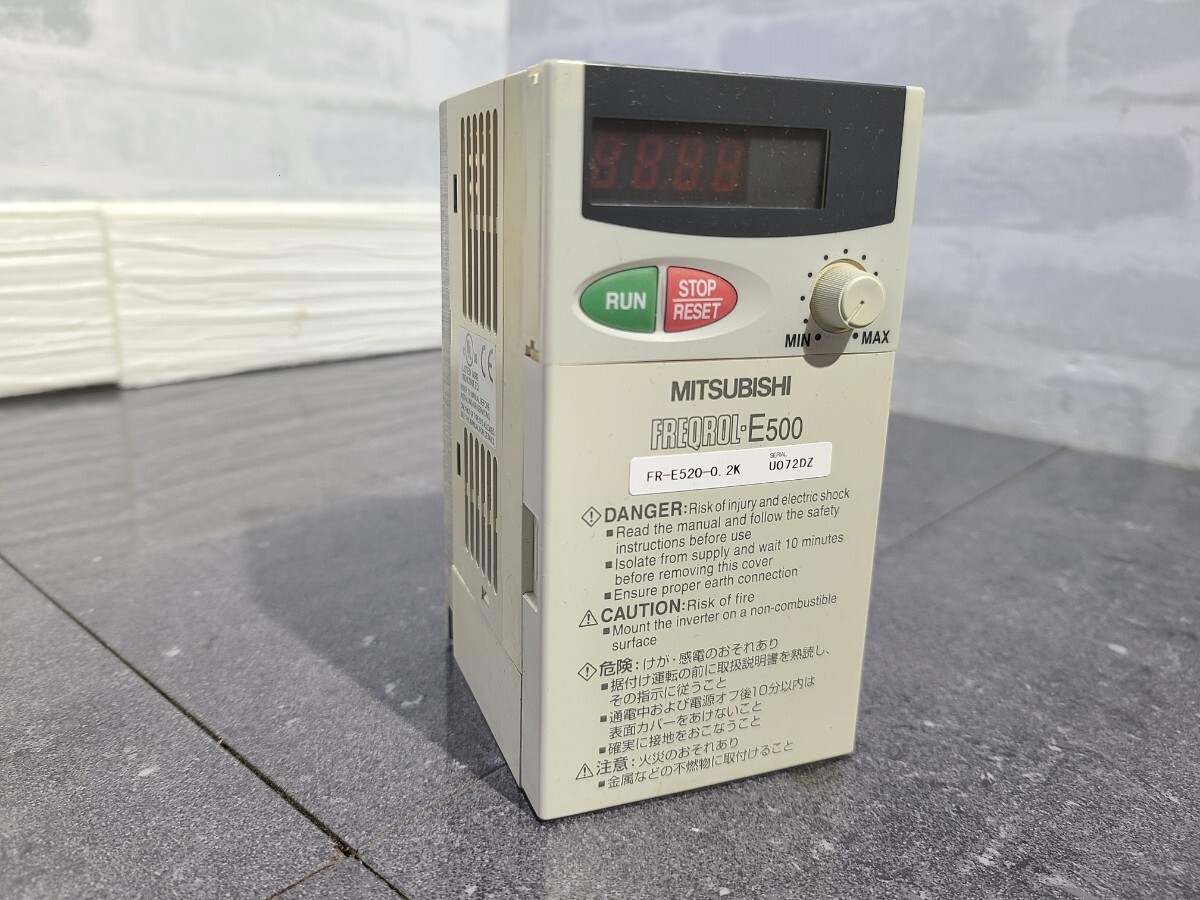 8888
RUN
STOP
RESET
MIN
MAX
MITSUBISHI
FREQROL-E500
FR-E520-0.2K
SERIAL
U072DZ
DANGER:Risk of injury and electric shock
■Read the manual and follow the safety
instructions before use
■Isolate from supply and wait 10 minutes
before removing this cover
■Ensure proper earth connection
CAUTION:Risk of fire
■Mount the inverter on a non-combustible
surface
危険:けが・感電のおそれあり
■据付け運転の前に取扱説明書を熟読し、
その指示に従うこと
■通電中および電源オフ後10分以内は
表面カバーをあけないこと
■確実に接地をおこなうこと
注意:火災のおそれあり
■金属などの不燃物に取付けること
UL
CE